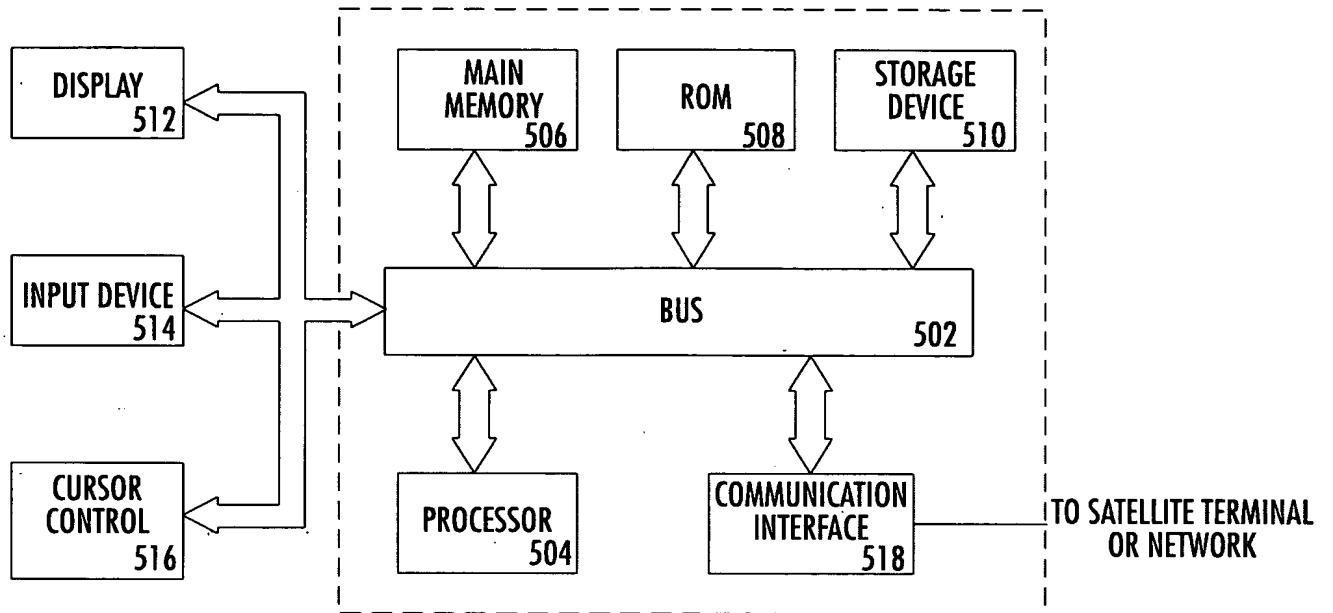 DISPLAY
512
MAIN
MEMORY
506
ROM
508
STORAGE
DEVICE
510
INPUT DEVICE
514
BUS
502
CURSOR
CONTROL
516
PROCESSOR
504
COMMUNICATION
INTERFACE
518
TO SATELLITE TERMINAL
OR NETWORK